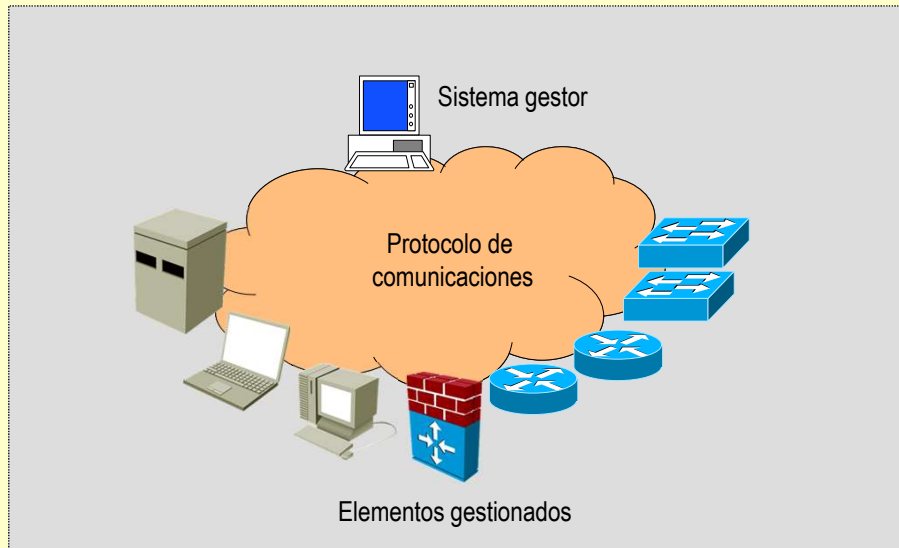 Sistema gestor
Protocolo de
comunicaciones
Elementos gestionados